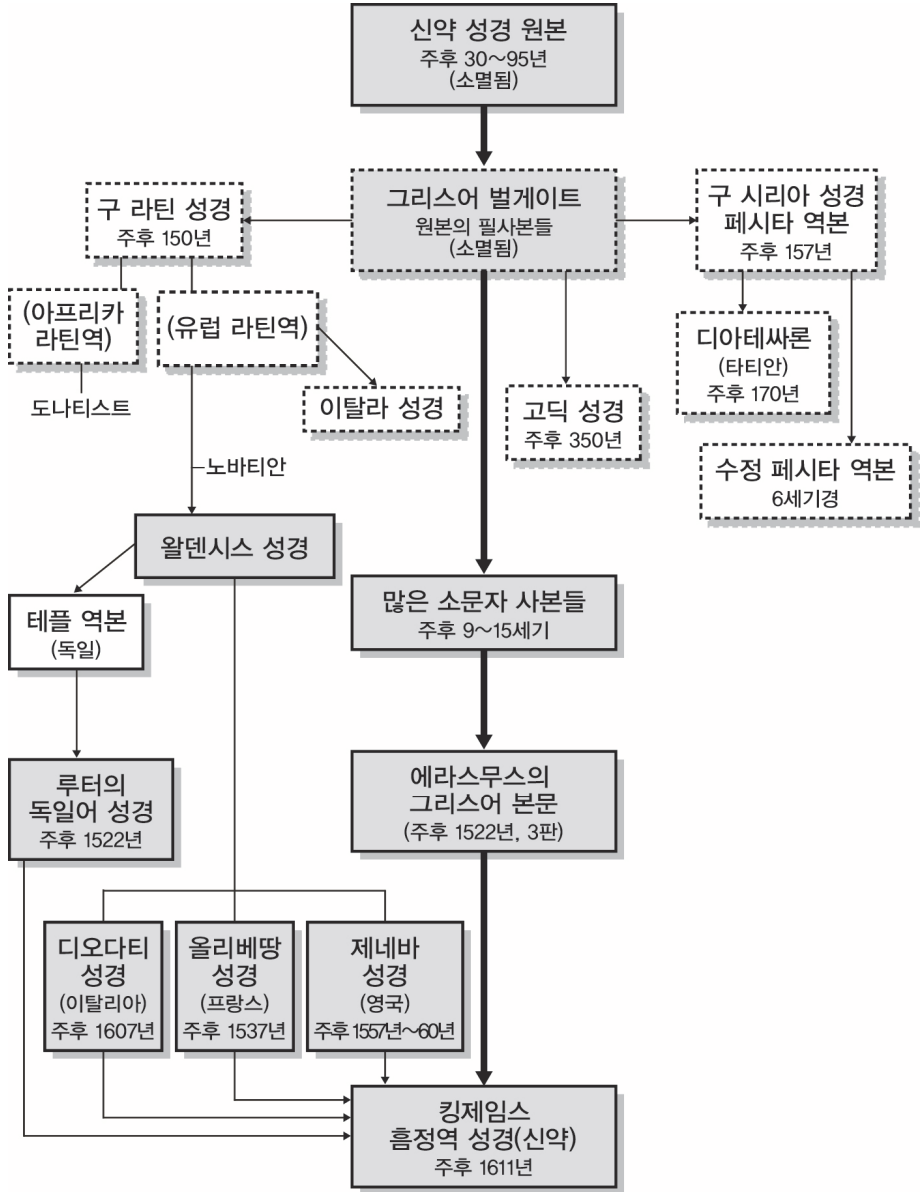 신약 성경 원본
주후 30~95년
(소멸됨)
구 라틴 성경
주후 150년
그리스어 벌게이트
원본의 필사본들
(소멸됨)
구 시리아 성경
페시타 역본
주후 157년
(아프리카
라틴역)
(유럽 라틴역)
디아테싸론
(타티안)
주후 170년
도나티스트
이탈라 성경
고딕 성경
주후 350년
수정 페시타 역본
6세기경
노바티안
왈덴시스 성경
많은 소문자 사본들
주후 9~15세기
테플 역본
(독일)
루터의
독일어 성경
주후 1522년
에라스무스의
그리스어 본문
(주후 1522년, 3판)
디오다티
성경
(이탈리아)
주후 1607년
올리베땅
성경
(프랑스)
주후 1537년
제네바
성경
(영국)
주후 1557년~60년
킹제임스
흠정역 성경(신약)
주후 1611년